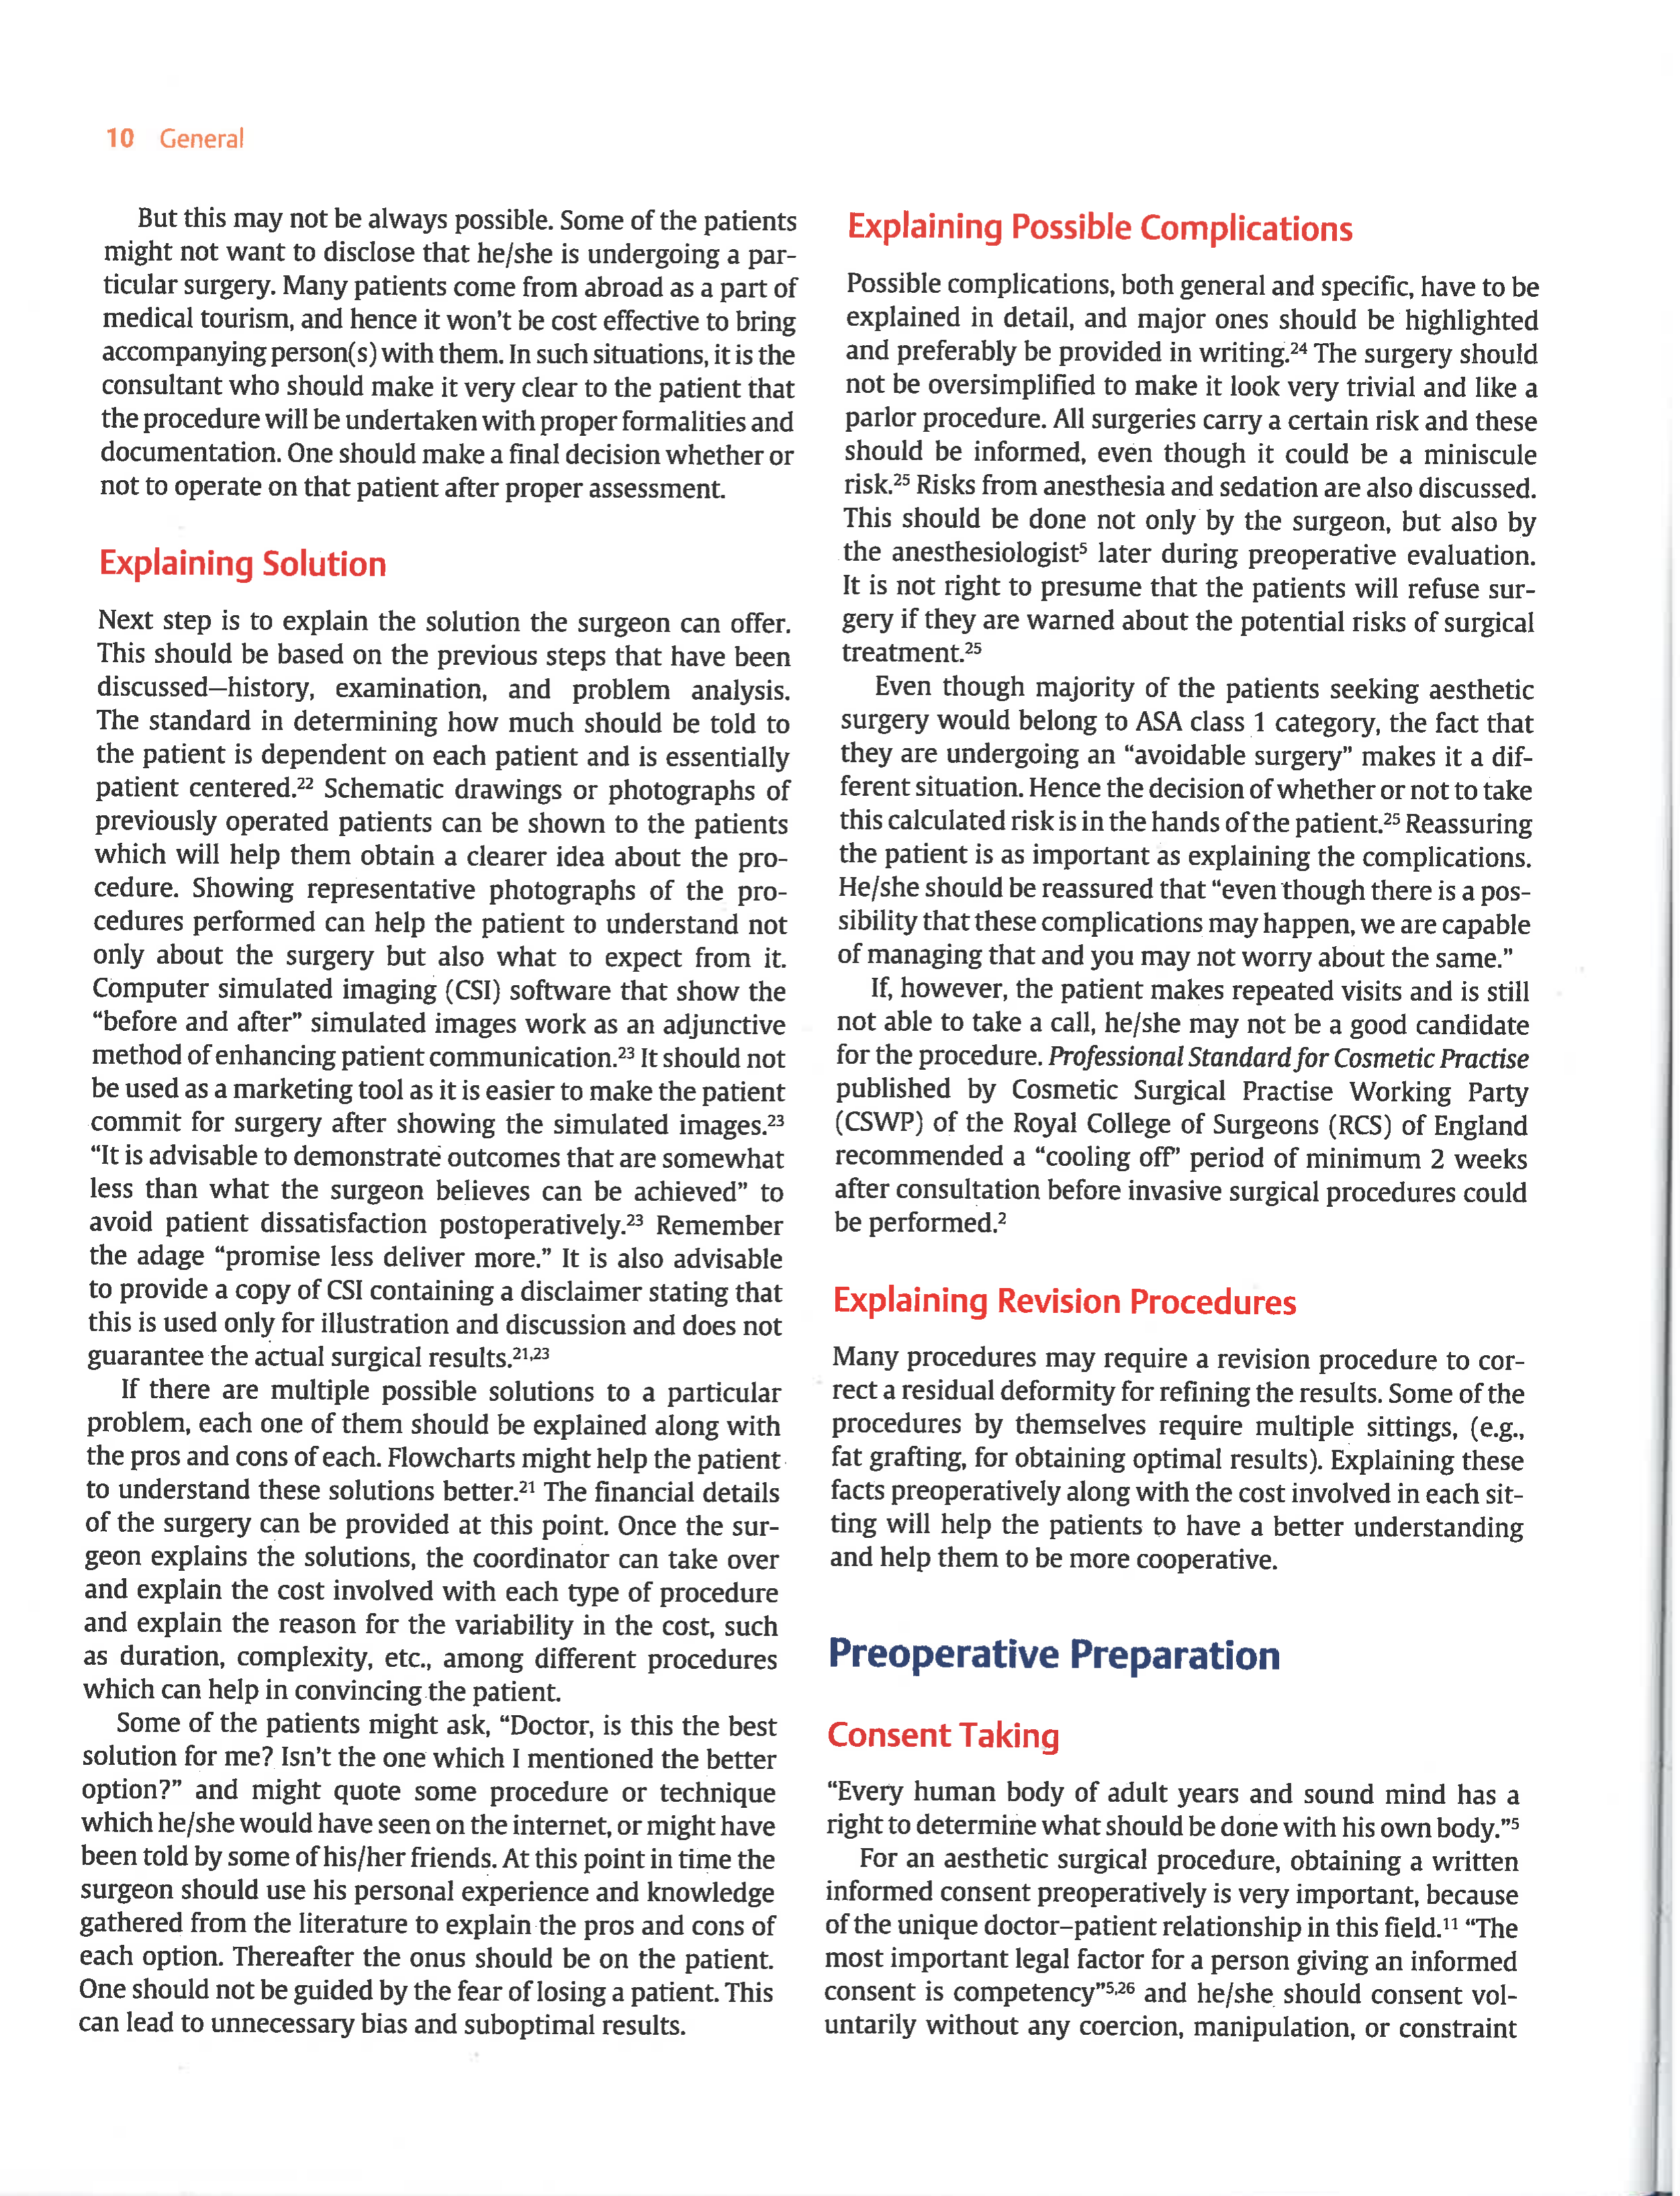 10 General
But this may not be always possible. Some of the patients
might not want to disclose that he/she is undergoing a par-
ticular surgery. Many patients come from abroad as a part of
medical tourism, and hence it won't be cost effective to bring
accompanying person(s) with them. In such situations, it is the
consultant who should make it very clear to the patient that
the procedure will be undertaken with proper formalities and
documentation. One should make a final decision whether or
not to operate on that patient after proper assessment.
Explaining Solution
Next step is to explain the solution the surgeon can offer.
This should be based on the previous steps that have been
discussed—history, examination, and problem analysis.
The standard in determining how much should be told to
the patient is dependent on each patient and is essentially
patient centered.²² Schematic drawings or photographs of
previously operated patients can be shown to the patients
which will help them obtain a clearer idea about the pro-
cedure. Showing representative photographs of the pro-
cedures performed can help the patient to understand not
only about the surgery but also what to expect from it.
Computer simulated imaging (CSI) software that show the
“before and after” simulated images work as an adjunctive
method of enhancing patient communication.²³ It should not
be used as a marketing tool as it is easier to make the patient
commit for surgery after showing the simulated images.²³
“It is advisable to demonstrate outcomes that are somewhat
less than what the surgeon believes can be achieved” to
avoid patient dissatisfaction postoperatively.²³ Remember
the adage “promise less deliver more.” It is also advisable
to provide a copy of CSI containing a disclaimer stating that
this is used only for illustration and discussion and does not
guarantee the actual surgical results.²¹,²³
If there are multiple possible solutions to a particular
problem, each one of them should be explained along with
the pros and cons of each. Flowcharts might help the patient
to understand these solutions better.²¹ The financial details
of the surgery can be provided at this point. Once the sur-
geon explains the solutions, the coordinator can take over
and explain the cost involved with each type of procedure
and explain the reason for the variability in the cost, such
as duration, complexity, etc., among different procedures
which can help in convincing the patient.
Some of the patients might ask, “Doctor, is this the best
solution for me? Isn't the one which I mentioned the better
option?” and might quote some procedure or technique
which he/she would have seen on the internet, or might have
been told by some of his/her friends. At this point in time the
surgeon should use his personal experience and knowledge
gathered from the literature to explain the pros and cons of
each option. Thereafter the onus should be on the patient.
One should not be guided by the fear of losing a patient. This
can lead to unnecessary bias and suboptimal results.
Explaining Possible Complications
Possible complications, both general and specific, have to be
explained in detail, and major ones should be highlighted
and preferably be provided in writing.²⁴ The surgery should
not be oversimplified to make it look very trivial and like a
parlor procedure. All surgeries carry a certain risk and these
should be informed, even though it could be a miniscule
risk.²⁵ Risks from anesthesia and sedation are also discussed.
This should be done not only by the surgeon, but also by
the anesthesiologist⁵ later during preoperative evaluation.
It is not right to presume that the patients will refuse sur-
gery if they are warned about the potential risks of surgical
treatment.²⁵
Even though majority of the patients seeking aesthetic
surgery would belong to ASA class 1 category, the fact that
they are undergoing an “avoidable surgery” makes it a dif-
ferent situation. Hence the decision of whether or not to take
this calculated risk is in the hands of the patient.²⁵ Reassuring
the patient is as important as explaining the complications.
He/she should be reassured that “even though there is a pos-
sibility that these complications may happen, we are capable
of managing that and you may not worry about the same.”
If, however, the patient makes repeated visits and is still
not able to take a call, he/she may not be a good candidate
for the procedure. Professional Standard for Cosmetic Practise
published by Cosmetic Surgical Practise Working Party
(CSWP) of the Royal College of Surgeons (RCS) of England
recommended a “cooling off” period of minimum 2 weeks
after consultation before invasive surgical procedures could
be performed.²
Explaining Revision Procedures
Many procedures may require a revision procedure to cor-
rect a residual deformity for refining the results. Some of the
procedures by themselves require multiple sittings, (e.g.,
fat grafting, for obtaining optimal results). Explaining these
facts preoperatively along with the cost involved in each sit-
ting will help the patients to have a better understanding
and help them to be more cooperative.
Preoperative Preparation
Consent Taking
“Every human body of adult years and sound mind has a
right to determine what should be done with his own body.”⁵
For an aesthetic surgical procedure, obtaining a written
informed consent preoperatively is very important, because
of the unique doctor–patient relationship in this field.¹¹ “The
most important legal factor for a person giving an informed
consent is competency”⁵,²⁶ and he/she should consent vol-
untarily without any coercion, manipulation, or constraint